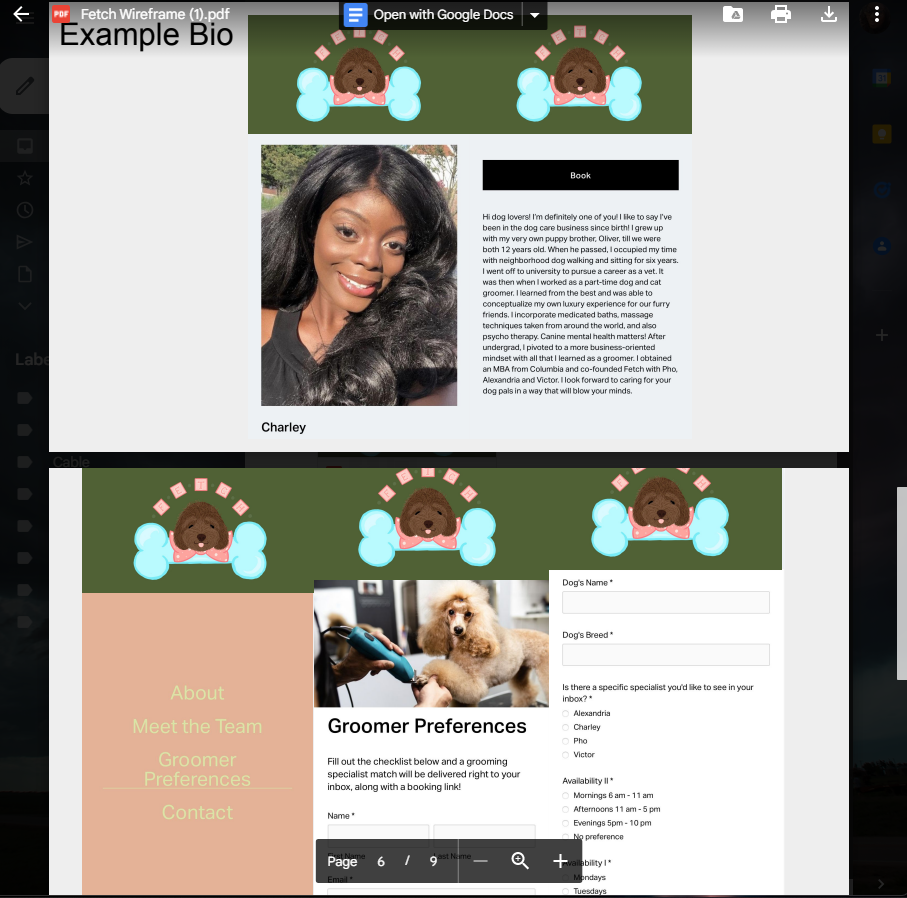 Fetch Wireframe (1).pdf
Open with Google Docs
Example Bio
FETCH
FETCH
Book
Hi dog lovers! I'm definitely one of you! I like to say I've
been in the dog care business since birth! I grew up
with my very own puppy brother, Oliver, till we were
both 12 years old. When he passed, I occupied my time
with neighborhood dog walking and sitting for six years.
I went off to university to pursue a career as a vet. It
was then when I worked as a part-time dog and cat
groomer. I learned from the best and was able to
conceptualize my own luxury experience for our furry
friends. I incorporate medicated baths, massage
techniques taken from around the world, and also
psycho therapy. Canine mental health matters! After
undergrad, I pivoted to a more business-oriented
mindset with all that I learned as a groomer. I obtained
an MBA from Columbia and co-founded Fetch with Pho,
Alexandria and Victor. I look forward to caring for your
dog pals in a way that will blow your minds.
Charley
Labe
Cable
FETCH
FETCH
FETCH
About
Meet the Team
Groomer
Preferences
Contact
Groomer Preferences
Fill out the checklist below and a grooming
specialist match will be delivered right to your
inbox, along with a booking link!
Name *
First Name
Last Name
Email *
Dog's Name *
Dog's Breed *
Is there a specific specialist you'd like to see in your
inbox? *
Alexandria
Charley
Pho
Victor
Availability II *
Mornings 6 am - 11 am
Afternoons 11 am - 5 pm
Evenings 5pm - 10 pm
No preference
Availability I *
Mondays
Tuesdays
Page 6 / 9